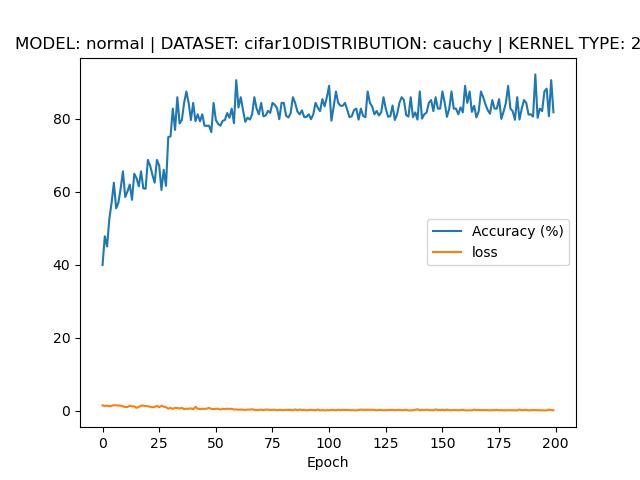 MODEL: normal | DATASET: cifar10DISTRIBUTION: cauchy | KERNEL TYPE: 2
80
60
40
20
0
Accuracy (%)
loss
0 25 50 75 100 125 150 175 200
Epoch